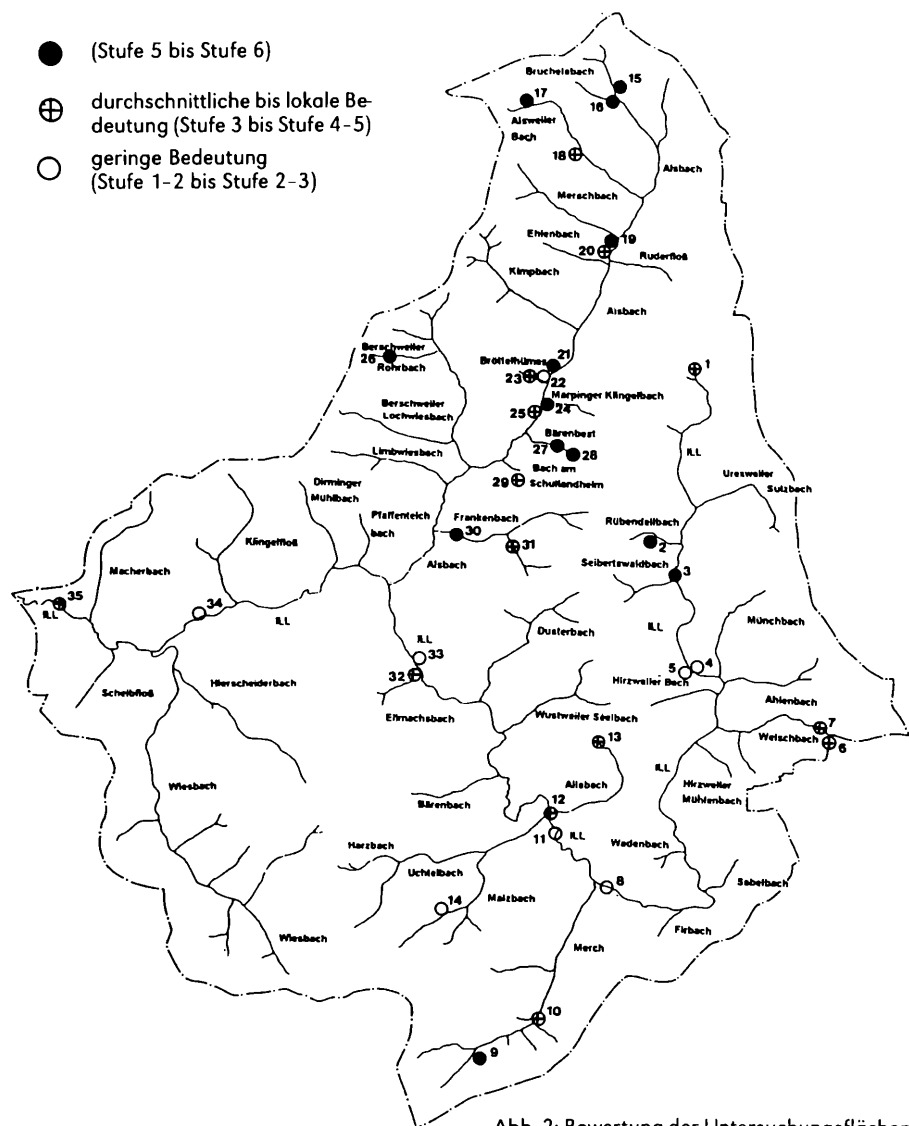 (Stufe 5 bis Stufe 6)
durchschnittliche bis lokale Be-
deutung (Stufe 3 bis Stufe 4-5)
geringe Bedeutung
(Stufe 1-2 bis Stufe 2-3)
Bruchelsbach
15
17
16
Alsweiler
Bach
18
Alsbach
Merschbach
Ehlenbach
19
20
Ruderfloß
Kimpbach
Alsbach
Berschweiler
26
Rohrbach
Bröttelhümes
21
1
23
22
Marpinger Klingelbach
24
25
Berschweiler
Lochwiesbach
Bärenbest
27
28
ILL
Limbwiesbach
Bach am
Schullandheim
29
Uresweiler
Sulzbach
Dirminger
Mühlbach
Pfaffenteich
bach
Frankenbach
30
31
Rübendellbach
2
Klingelfloß
Alsbach
Seibertswaldbach
3
Macherbach
35
ILL
34
ILL
ILL
Münchbach
Dusterbach
ILL
33
32
5
4
Hirzweiler Bach
Scheibfloß
Hierscheiderbach
Ahlenbach
Eifmachsbach
Wustweiler Seelbach
7
13
Welschbach
6
ILL
Wiesbach
Ailsbach
Hirzweiler
Mühlenbach
Bärenbach
12
11
ILL
Harzbach
Wadenbach
Uchtelbach
8
Sabelbach
14
Malzbach
Firbach
Wiesbach
Merch
10
9
Abb. 2: Bewertung der Untersuchungsflächen